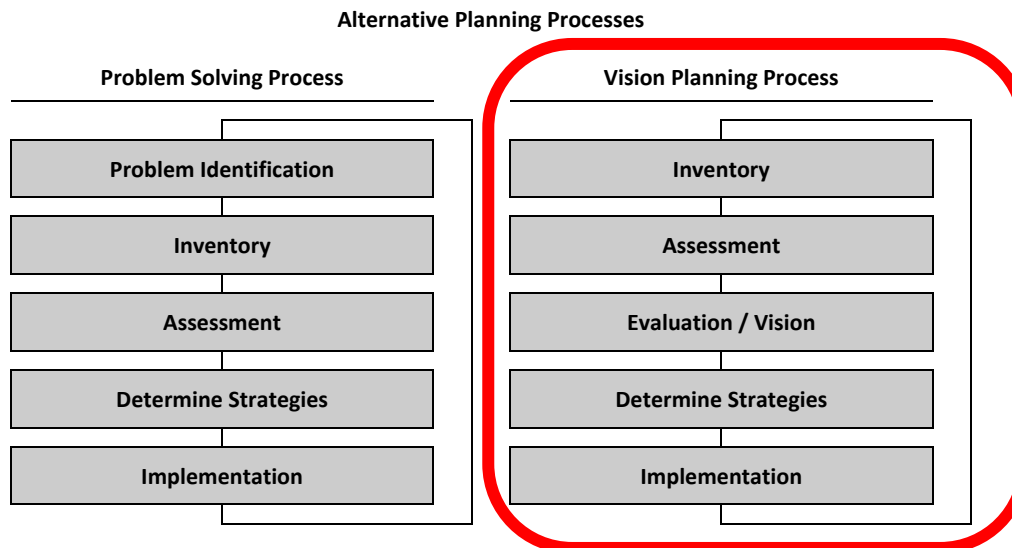 Alternative Planning Processes
Problem Solving Process
Problem Identification
Inventory
Assessment
Determine Strategies
Implementation
Vision Planning Process
Inventory
Assessment
Evaluation / Vision
Determine Strategies
Implementation